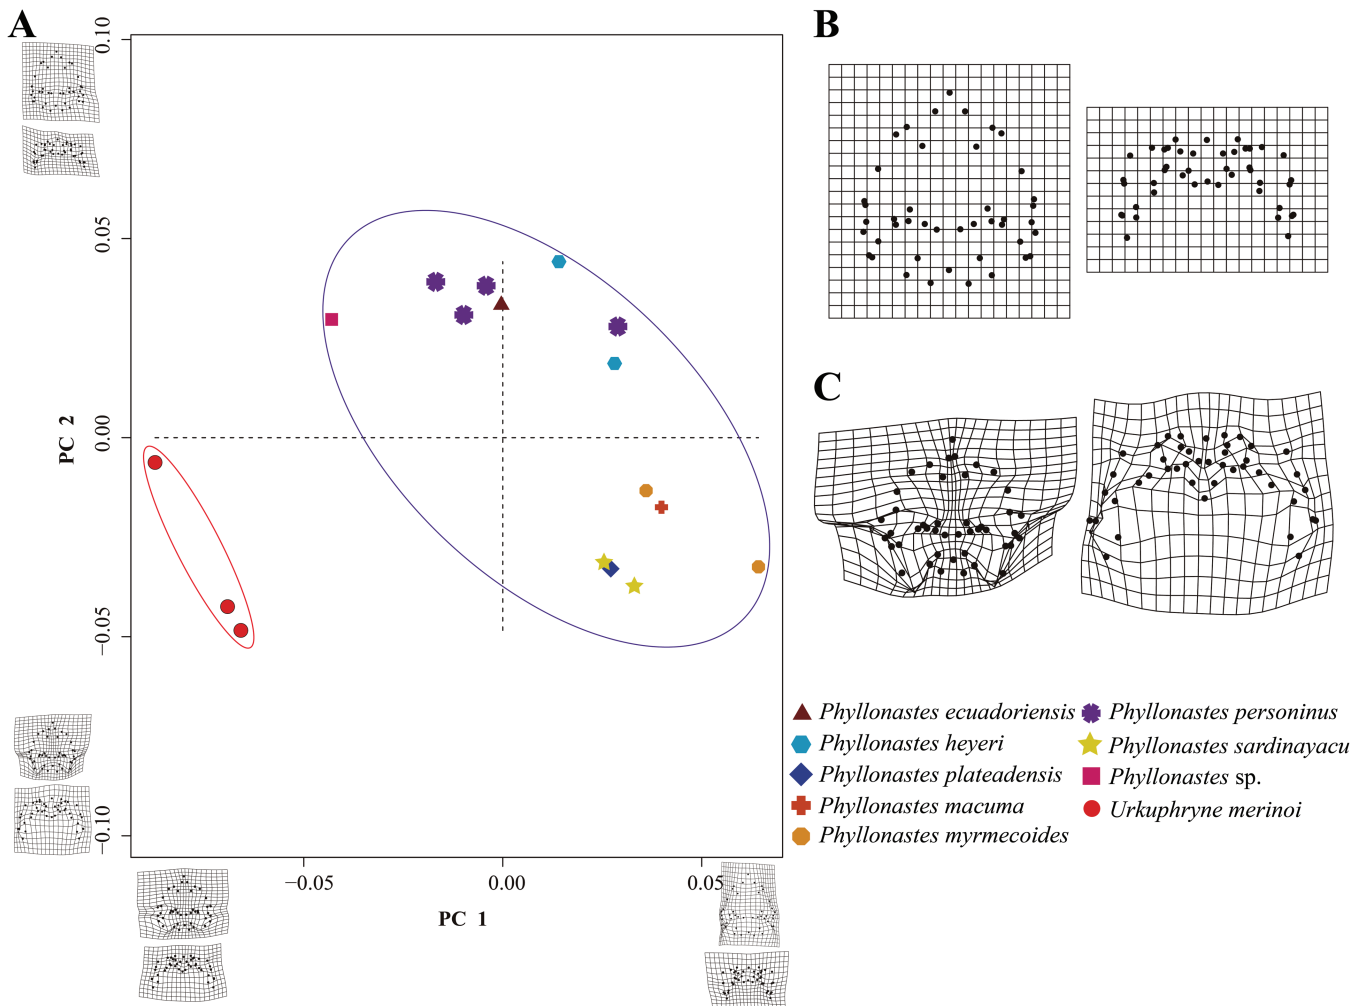 A
B
0.10
0.05
0.00
−0.05
−0.10
PC 2
−0.05
0.00
0.05
PC 1
C
Phyllonastes ecuadoriensis
Phyllonastes heyeri
Phyllonastes plateadensis
Phyllonastes macuma
Phyllonastes myrmecoides
Phyllonastes personinus
Phyllonastes sardinayacu
Phyllonastes sp.
Urkuphryne merinoi